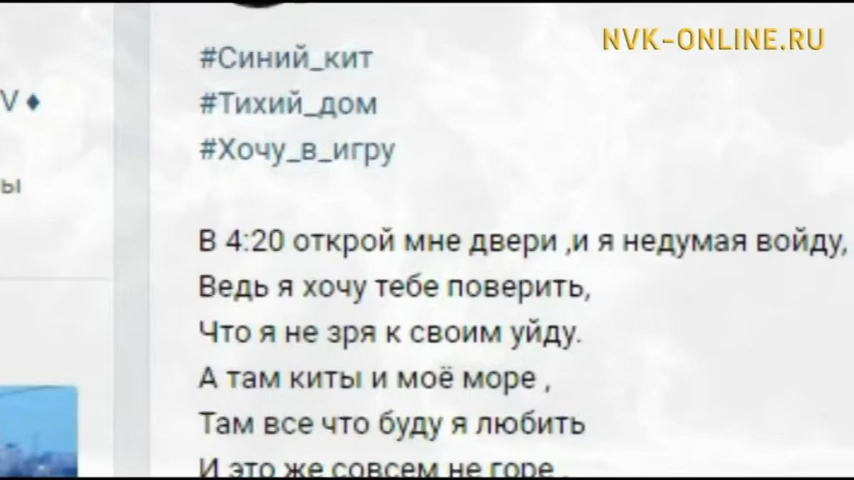 NVK-ONLINE.RU
#Синий_кит
#Тихий_дом
#Хочу_в_игру
V♦
ы
В 4:20 открой мне двери ,и я недумая войду,
Ведь я хочу тебе поверить,
Что я не зря к своим уйду.
А там киты и моё море ,
Там все что буду я любить
И это же совсем не горе ,